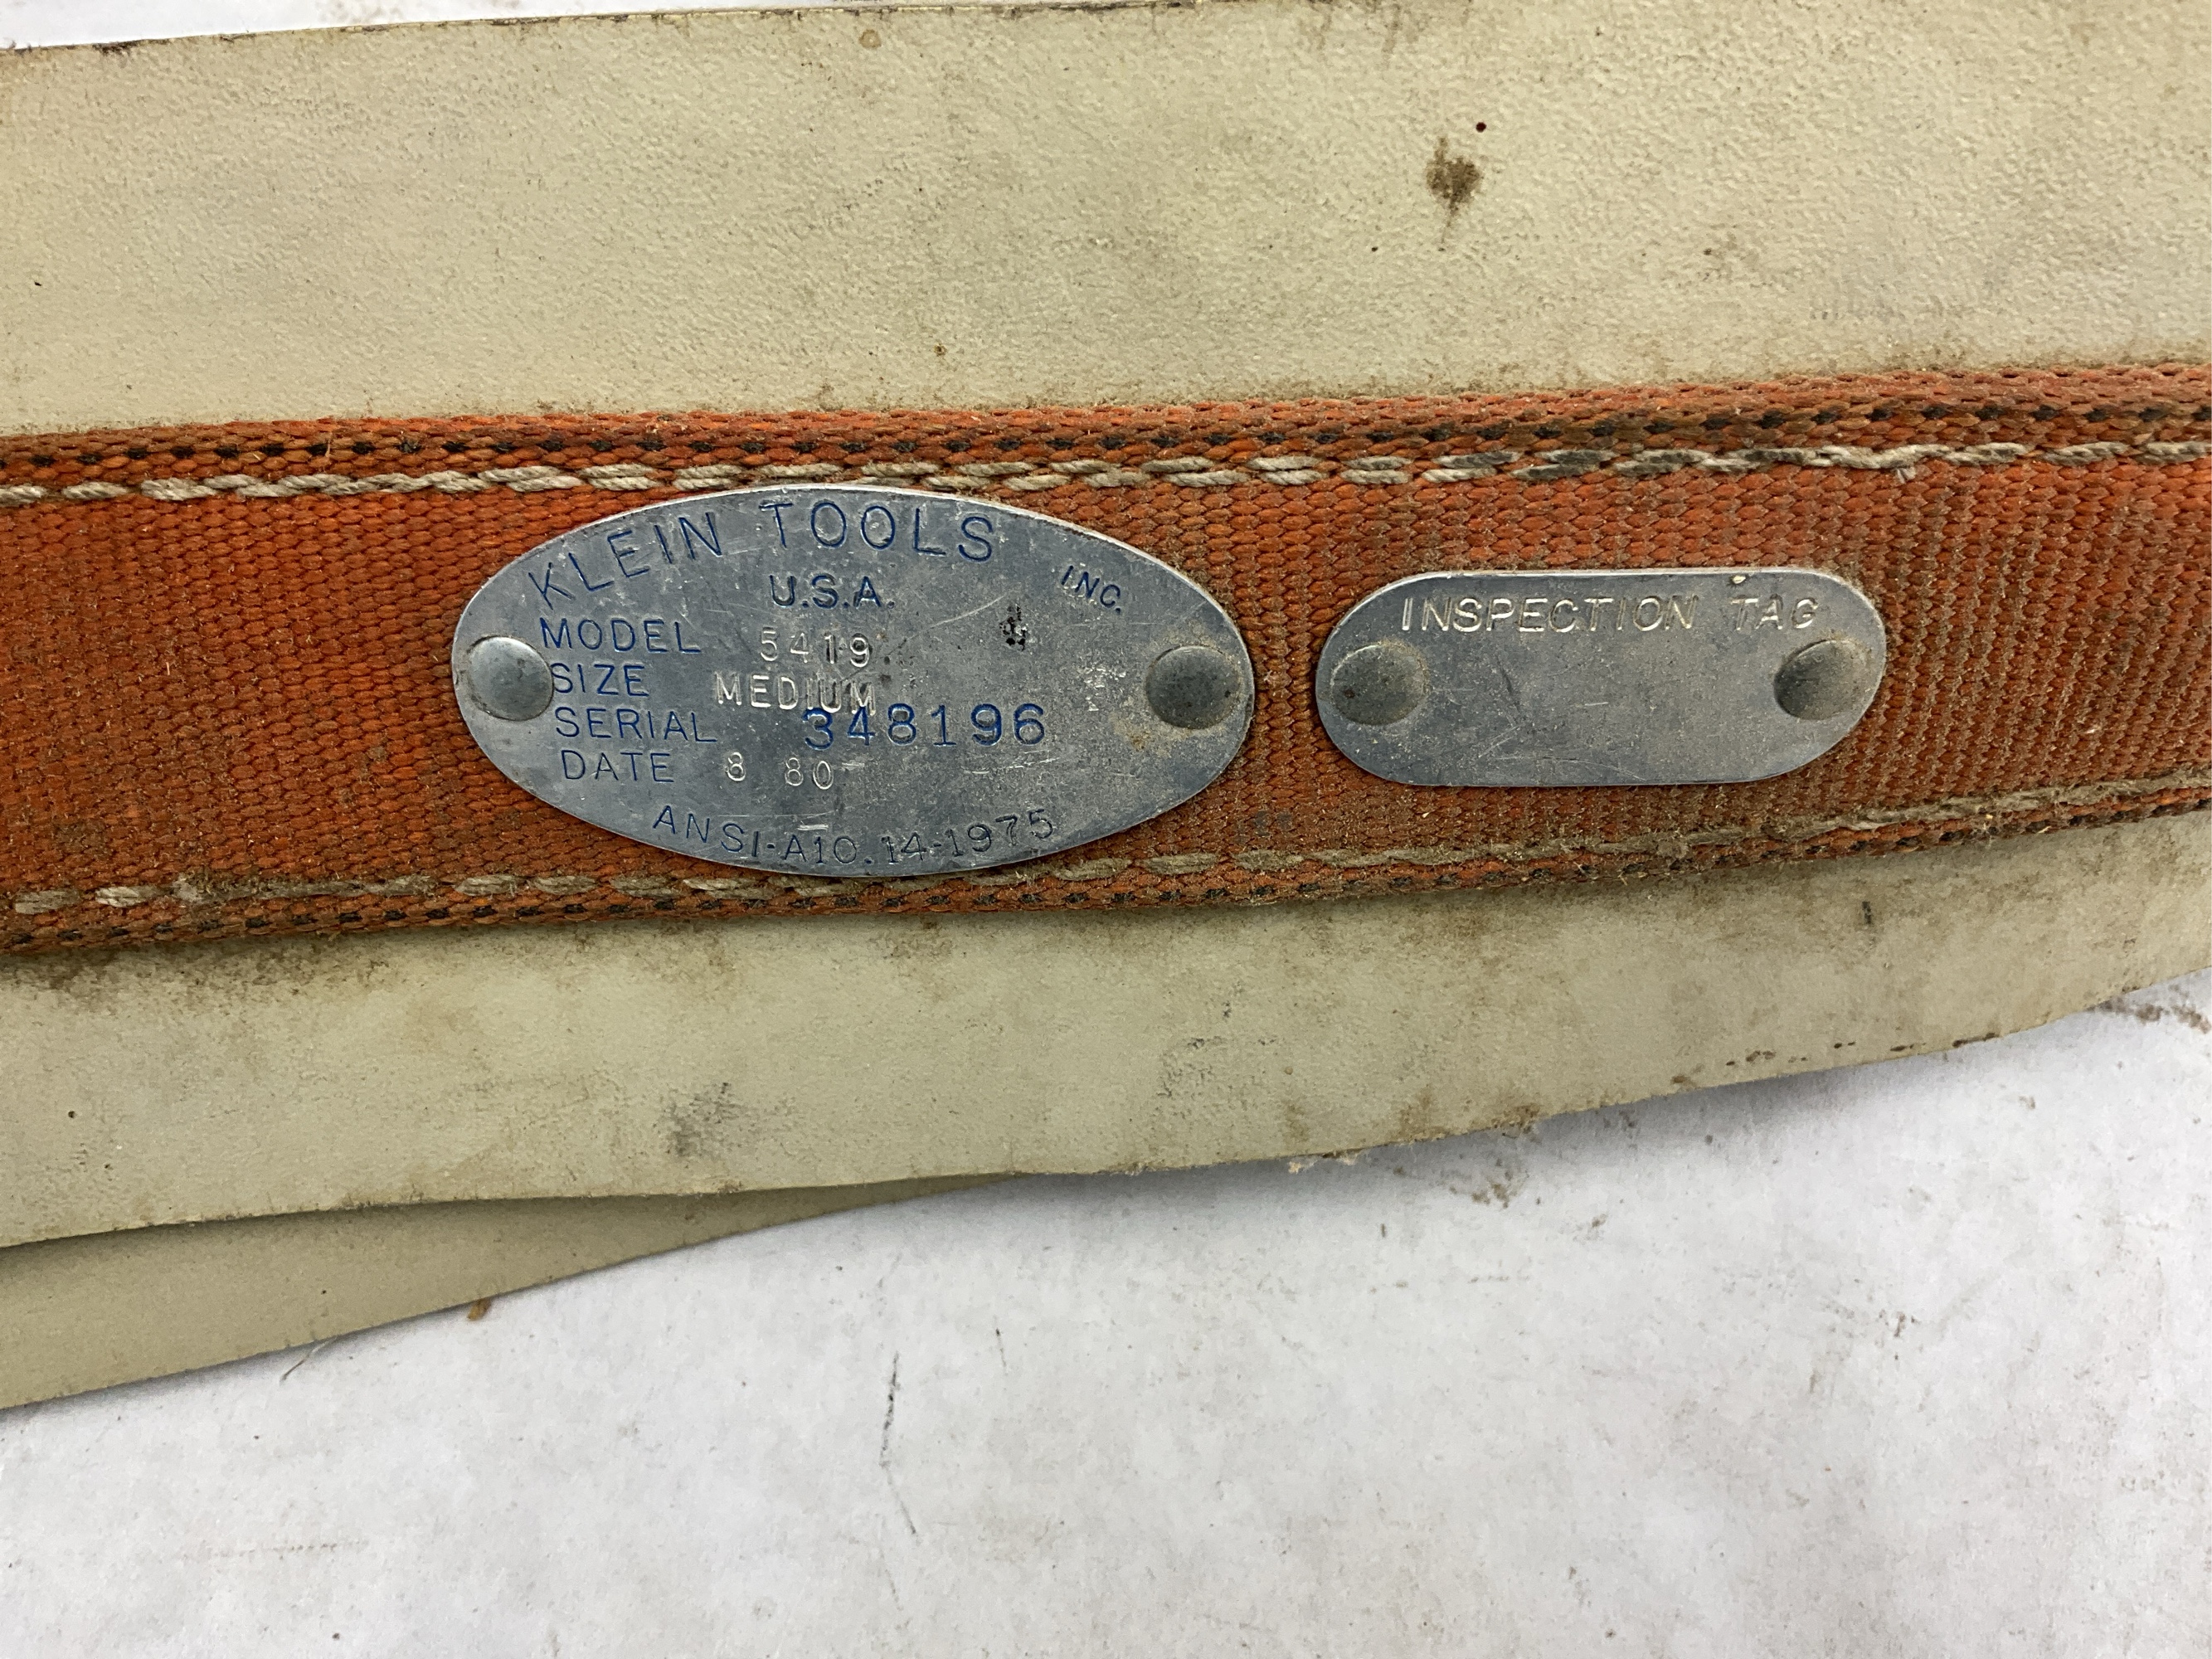 KLEIN TOOLS INC.
U.S.A.
MODEL 5419
SIZE MEDIUM
SERIAL 348196
DATE 8 80
ANSI-A10.14-1975
INSPECTION TAG